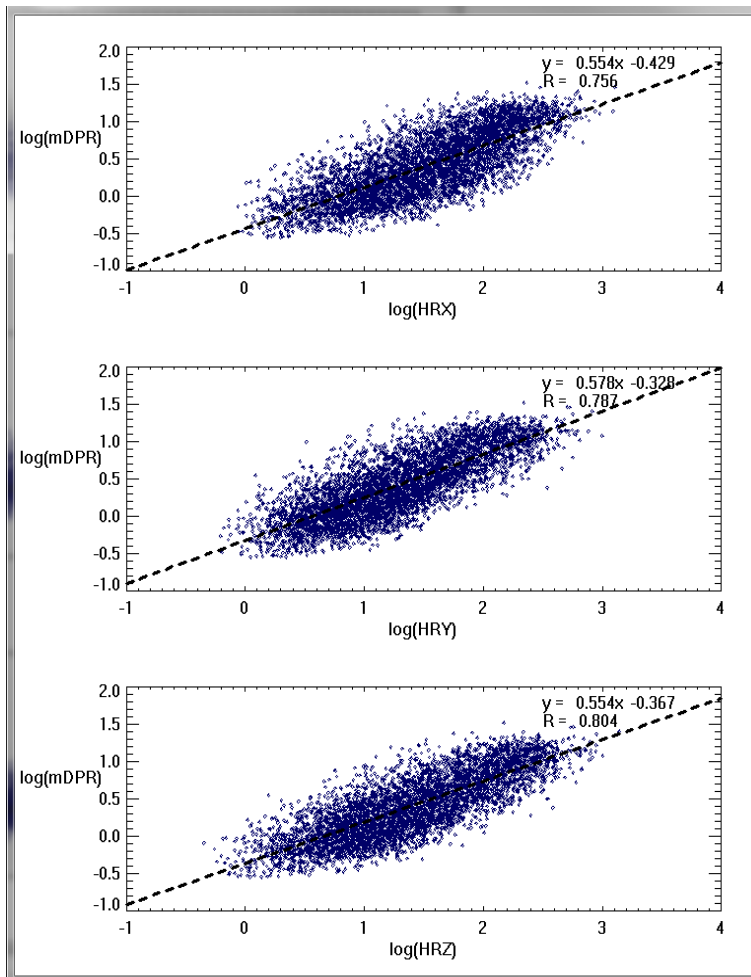 2.0
y = 0.554x -0.429
R = 0.756
1.5
1.0
log(mDPR)
0.5
0.0
-0.5
-1.0
-1 0 1 2 3 4
log(HRX)
2.0
y = 0.578x -0.328
R = 0.787
1.5
1.0
log(mDPR)
0.5
0.0
-0.5
-1.0
-1 0 1 2 3 4
log(HRY)
2.0
y = 0.554x -0.367
R = 0.804
1.5
1.0
log(mDPR)
0.5
0.0
-0.5
-1.0
-1 0 1 2 3 4
log(HRZ)